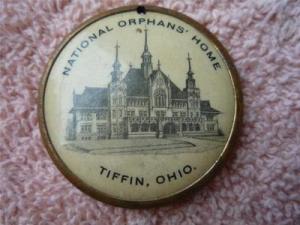 NATIONAL ORPHANS' HOME
TIFFIN, OHIO.